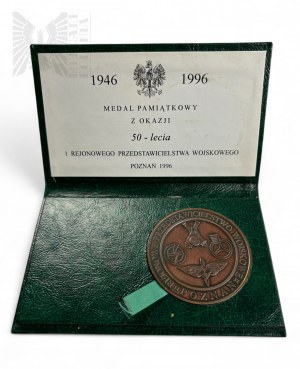 1946 1996
MEDAL PAMIĄTKOWY
Z OKAZJI
50 - lecia
1 REJONOWEGO PRZEDSTAWICIELSTWA WOJSKOWEGO
POZNAŃ 1996